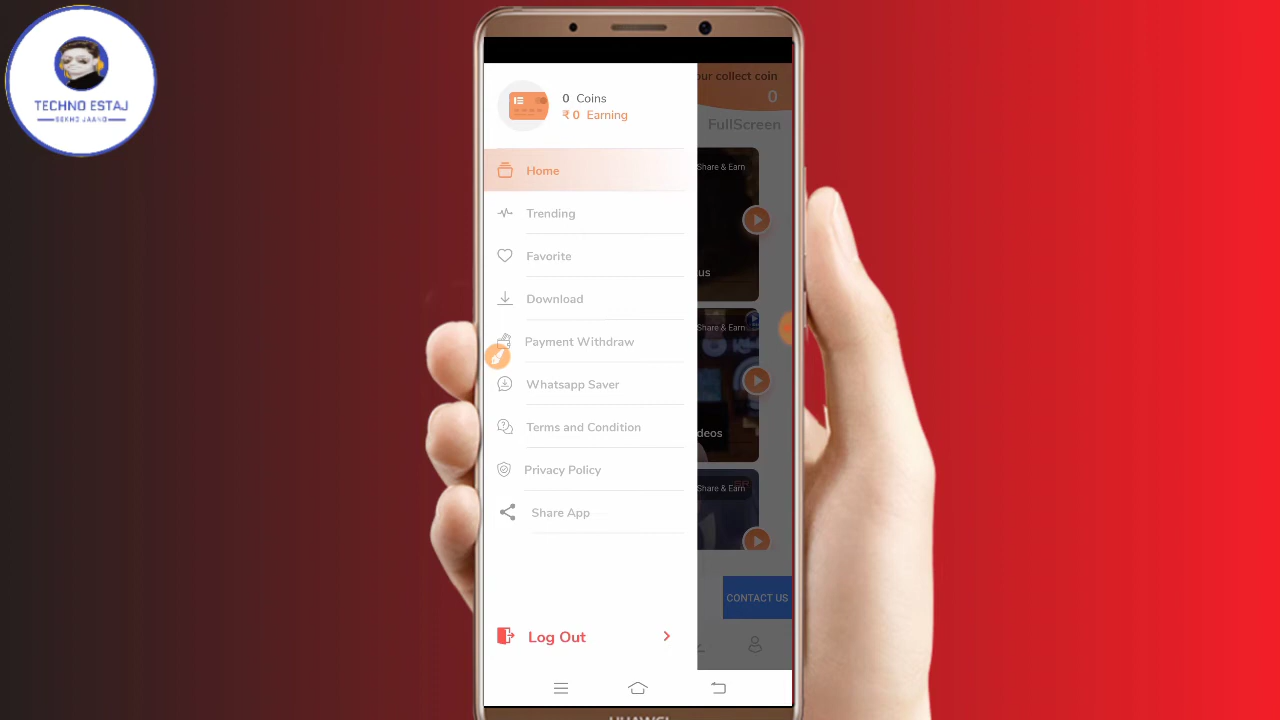 TECHNO ESTAJ
SEKHO JAANO
our collect coin
0
0 Coins
₹ 0 Earning
FullScreen
Home
Share & Earn
Trending
Favorite
us
Download
Share & Earn
Payment Withdraw
Whatsapp Saver
Terms and Condition
deos
Privacy Policy
Share & Earn
Share App
CONTACT US
Log Out
HUAWEI